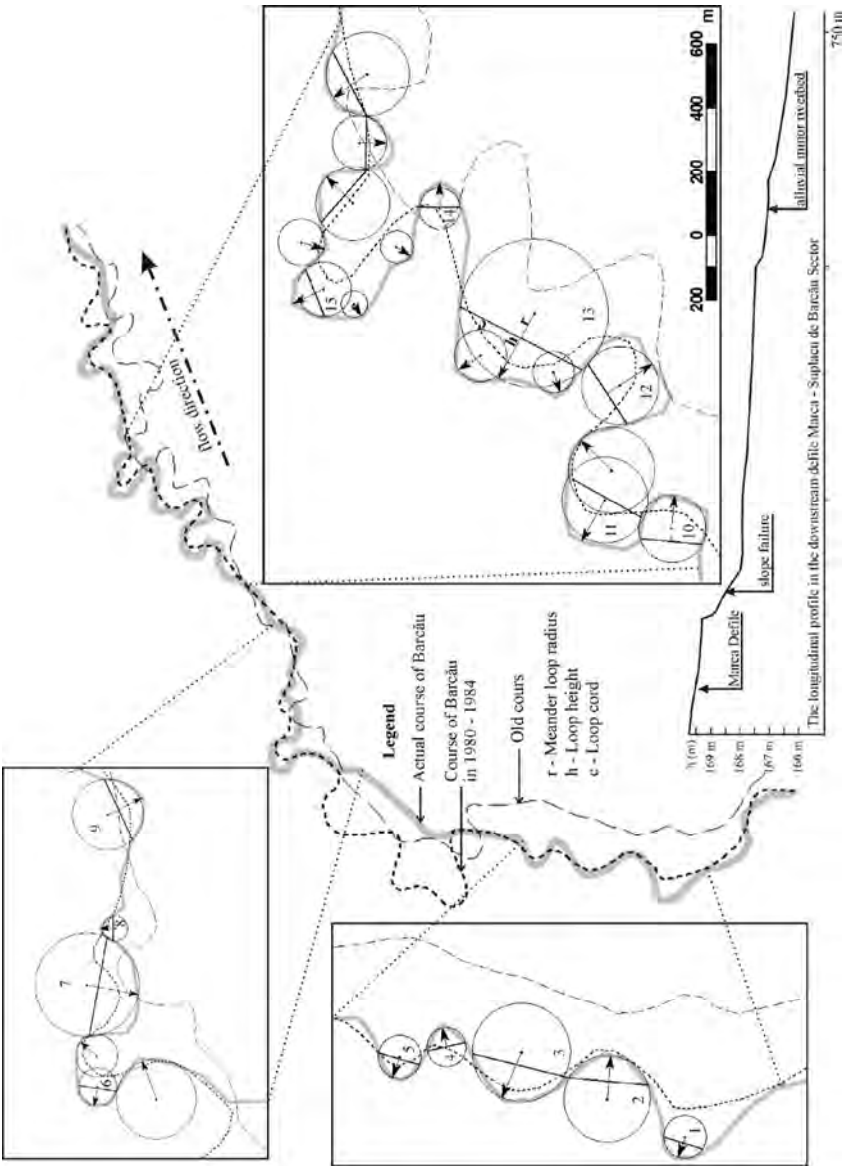 flow direction
Legend
Actual course of Barcău
Course of Barcău
in 1980 - 1984
Old cours
r - Meander loop radius
h - Loop height
c - Loop cord
1
2
3
4
5
6
7
8
9
10
11
12
13
14
15
r
h
200
0
200
400
600
m
h (m)
169 m
168 m
167 m
166 m
Marca Defile
slope failure
alluvial minor riverbed
750 m
The longitudinal profile in the downstream defile Marca - Suplacu de Barcău Sector